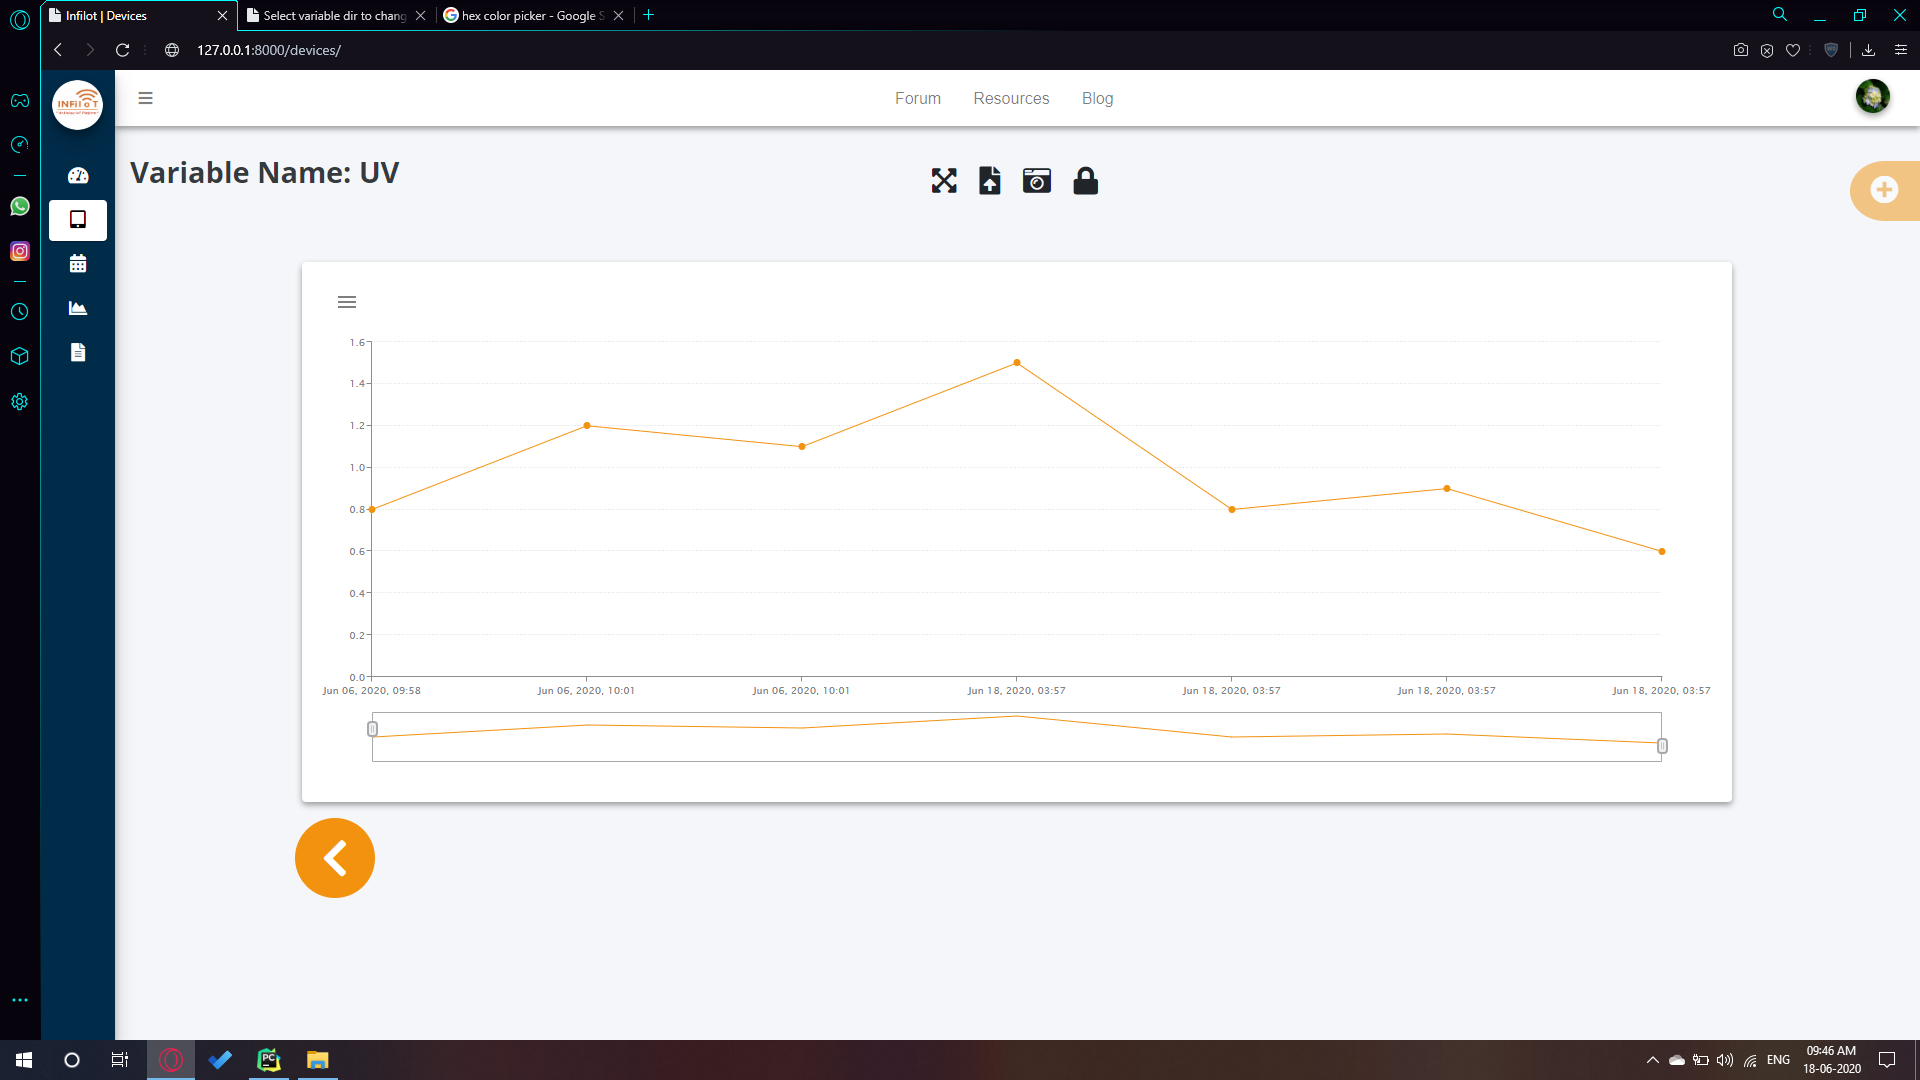 Infilot | Devices
Select variable dir to chang
hex color picker - Google S
127.0.0.1:8000/devices/
INFiIoT
Forum
Resources
Blog
Variable Name: UV
1.6
1.4
1.2
1.0
0.8
0.6
0.4
0.2
0.0
Jun 06, 2020, 09:58
Jun 06, 2020, 10:01
Jun 06, 2020, 10:01
Jun 18, 2020, 03:57
Jun 18, 2020, 03:57
Jun 18, 2020, 03:57
Jun 18, 2020, 03:57
PC
ENG
09:46 AM
18-06-2020